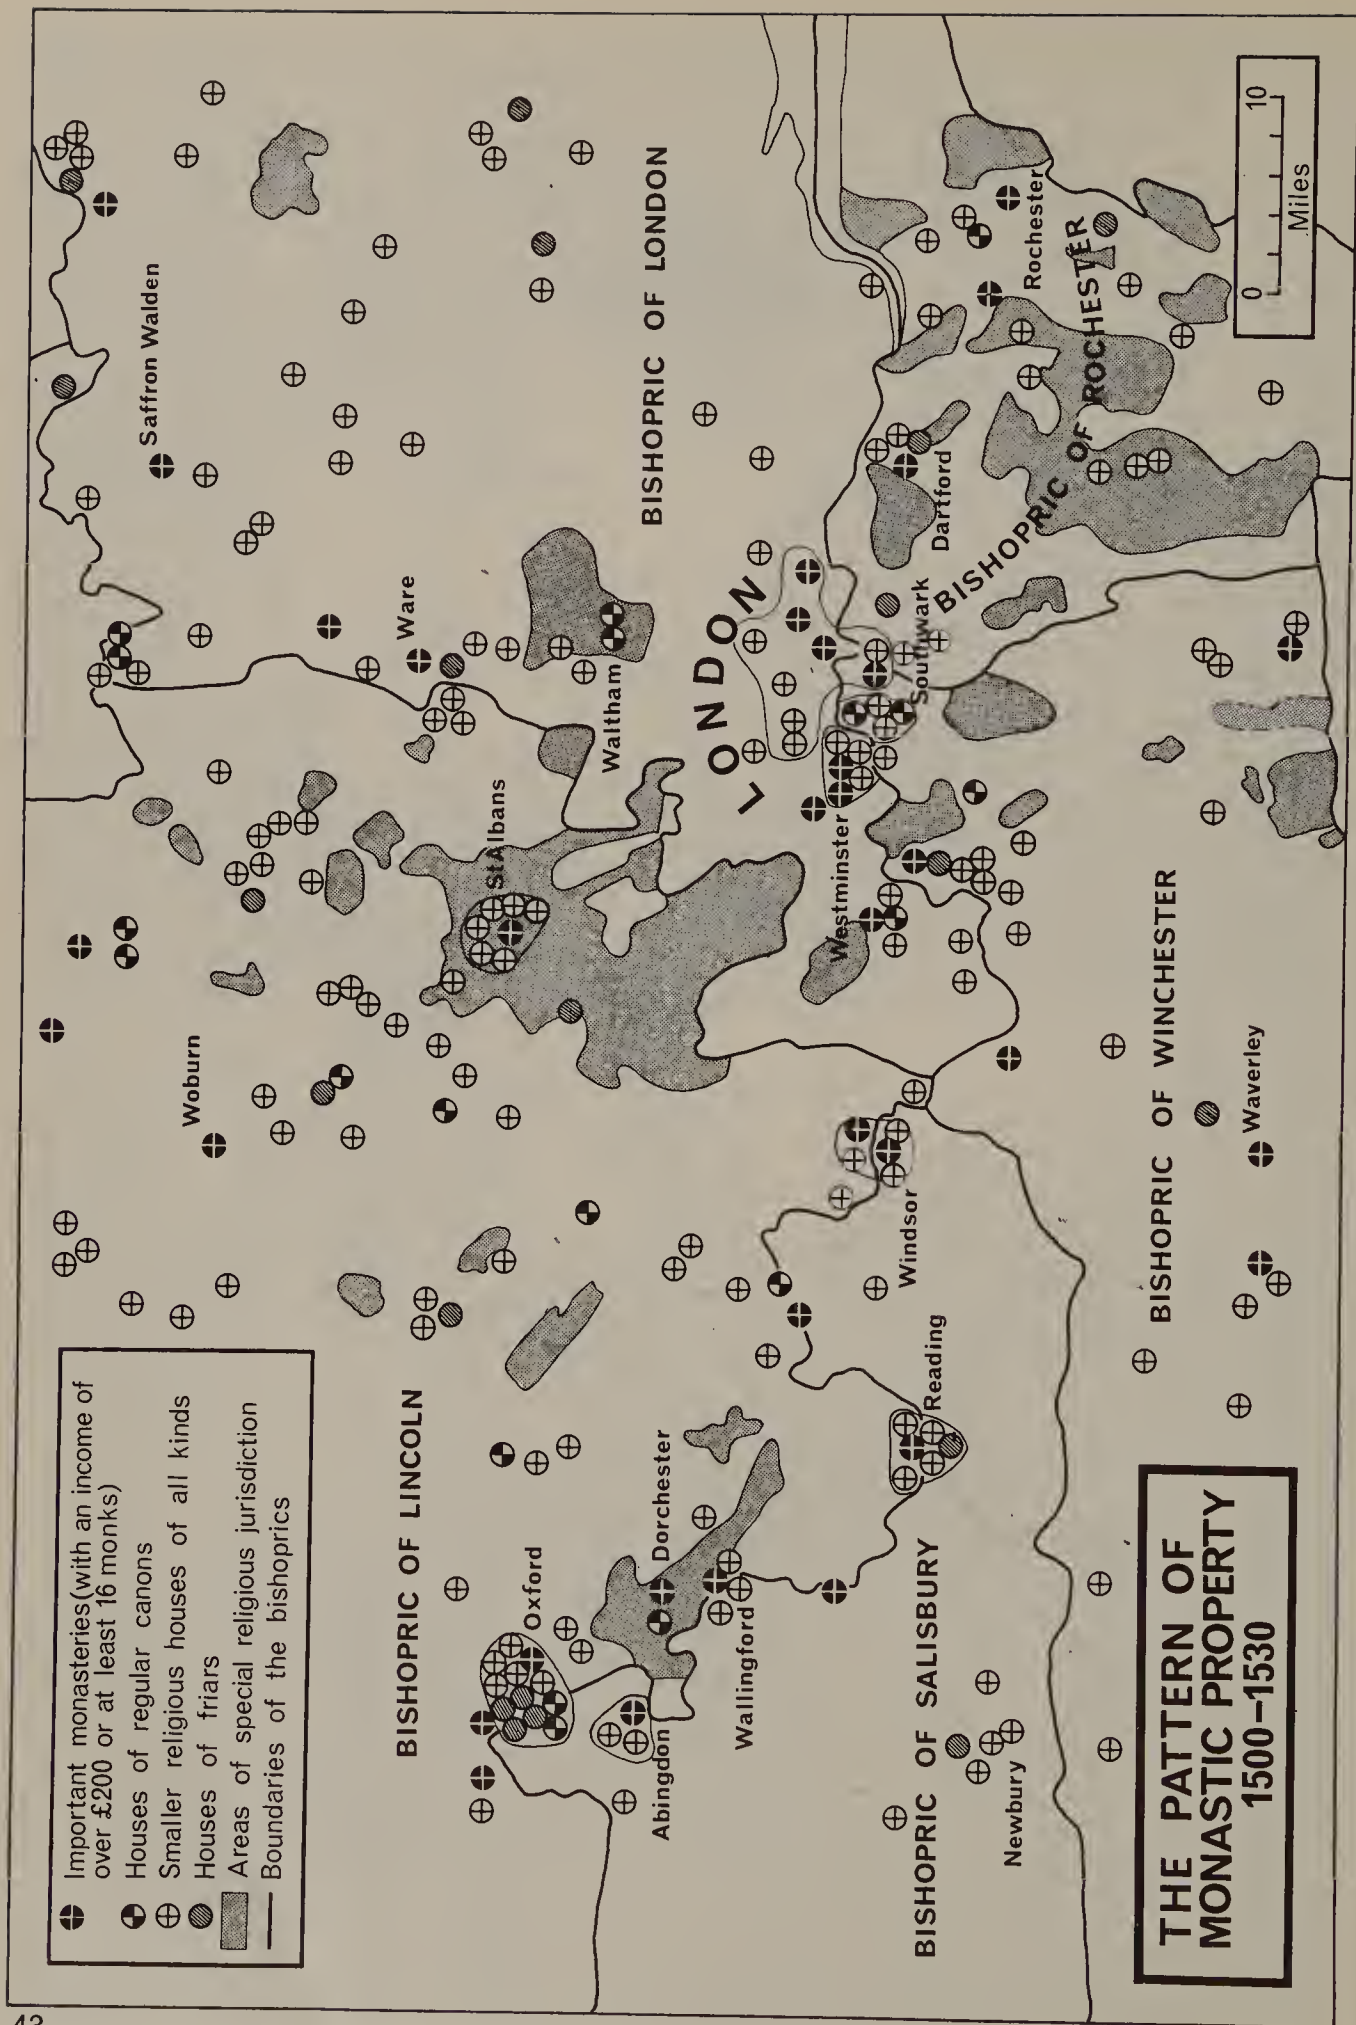 Important monasteries (with an income of
over £200 or at least 16 monks)
Houses of regular canons
Smaller religious houses of all kinds
Houses of friars
Areas of special religious jurisdiction
Boundaries of the bishoprics
Saffron Walden
Woburn
Ware
BISHOPRIC OF LINCOLN
St Albans
Oxford
Waltham
BISHOPRIC OF LONDON
Abingdon
Dorchester
LONDON
Wallingford
Westminster
Windsor
Reading
Southwark
Dartford
BISHOPRIC OF SALISBURY
Newbury
Rochester
BISHOPRIC OF ROCHESTER
BISHOPRIC OF WINCHESTER
Waverley
THE PATTERN OF
MONASTIC PROPERTY
1500–1530
0 10
Miles